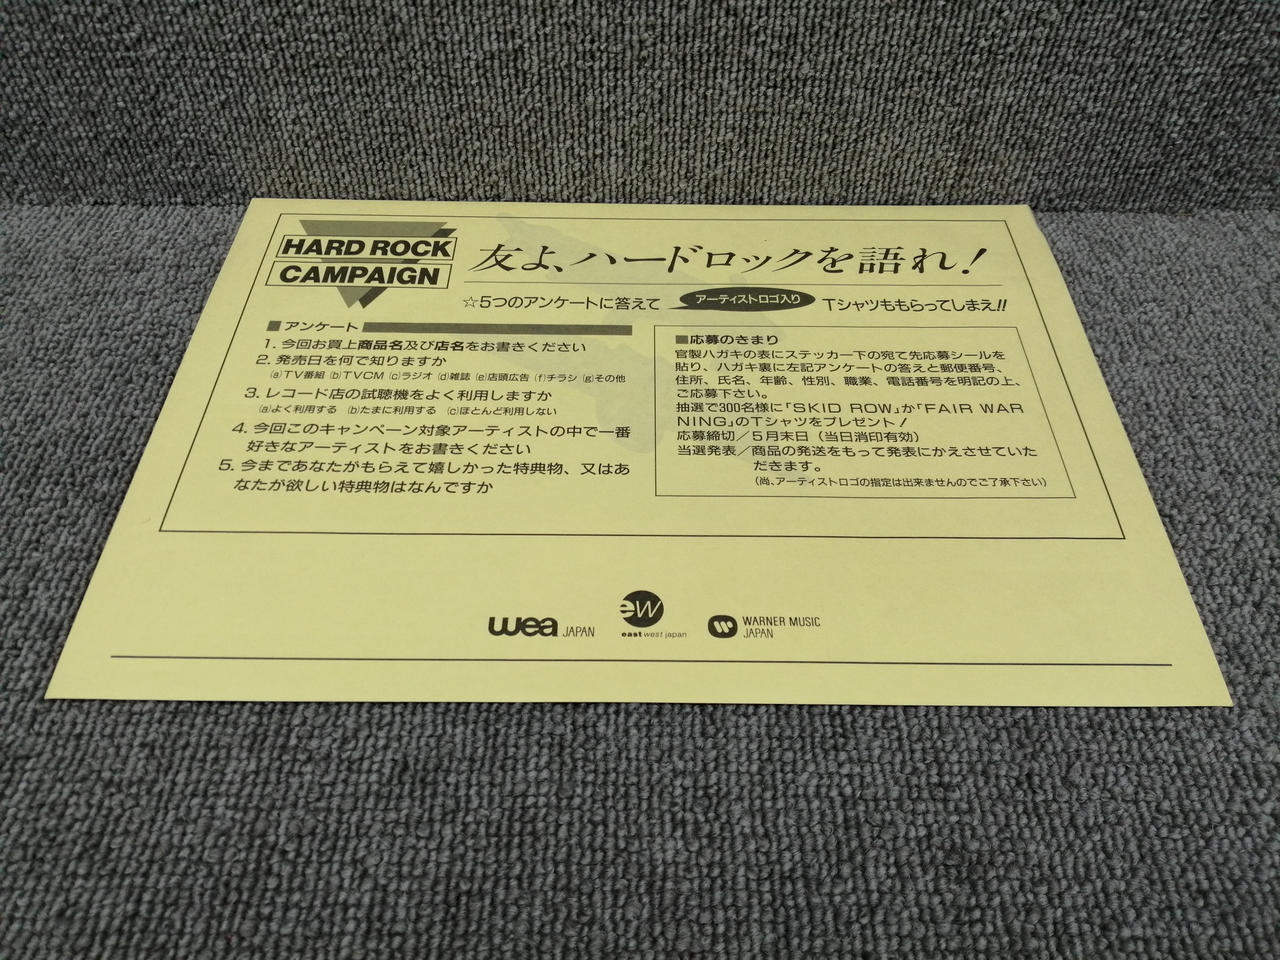 HARD ROCK
CAMPAIGN
友よ、ハードロックを語れ!
☆5つのアンケートに答えて アーティストロゴ入り Tシャツももらってしまえ!!
■アンケート
1. 今回お買上商品名及び店名をお書きください
2. 発売日を何で知りますか
(a)TV番組 (b)TVCM (c)ラジオ (d)雑誌 (e)店頭広告 (f)チラシ (g)その他
3. レコード店の試聴機をよく利用しますか
(a)よく利用する (b)たまに利用する (c)ほとんど利用しない
4. 今回このキャンペーン対象アーティストの中で一番
好きなアーティストをお書きください
5. 今まであなたがもらえて嬉しかった特典物、又はあ
なたが欲しい特典物はなんですか
■応募のきまり
官製ハガキの表にステッカー下の宛て先応募シールを
貼り、ハガキ裏に左記アンケートの答えと郵便番号、
住所、氏名、年齢、性別、職業、電話番号を明記の上、
ご応募下さい。
抽選で300名様に「SKID ROW」か「FAIR WAR
NING」のTシャツをプレゼント!
応募締切/5月末日(当日消印有効)
当選発表/商品の発送をもって発表にかえさせていた
だきます。
(尚、アーティストロゴの指定は出来ませんのでご了承下さい)
wea JAPAN
ew
east west japan
WARNER MUSIC
JAPAN